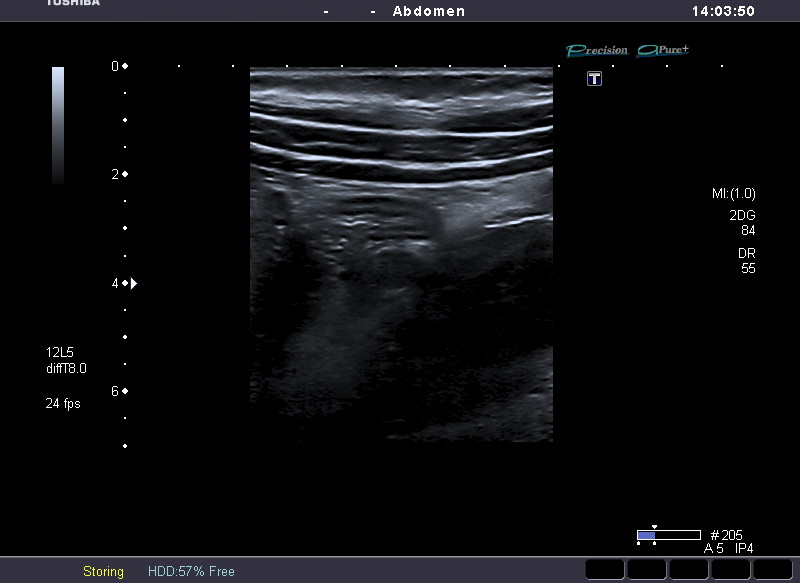 TOSHIBA
- - Abdomen 14:03:50
Precision APure+
T
0
2
4
6
MI:(1.0)
2DG
84
DR
55
12L5
diffT8.0
24 fps
#205
A 5 IP4
Storing HDD:57% Free